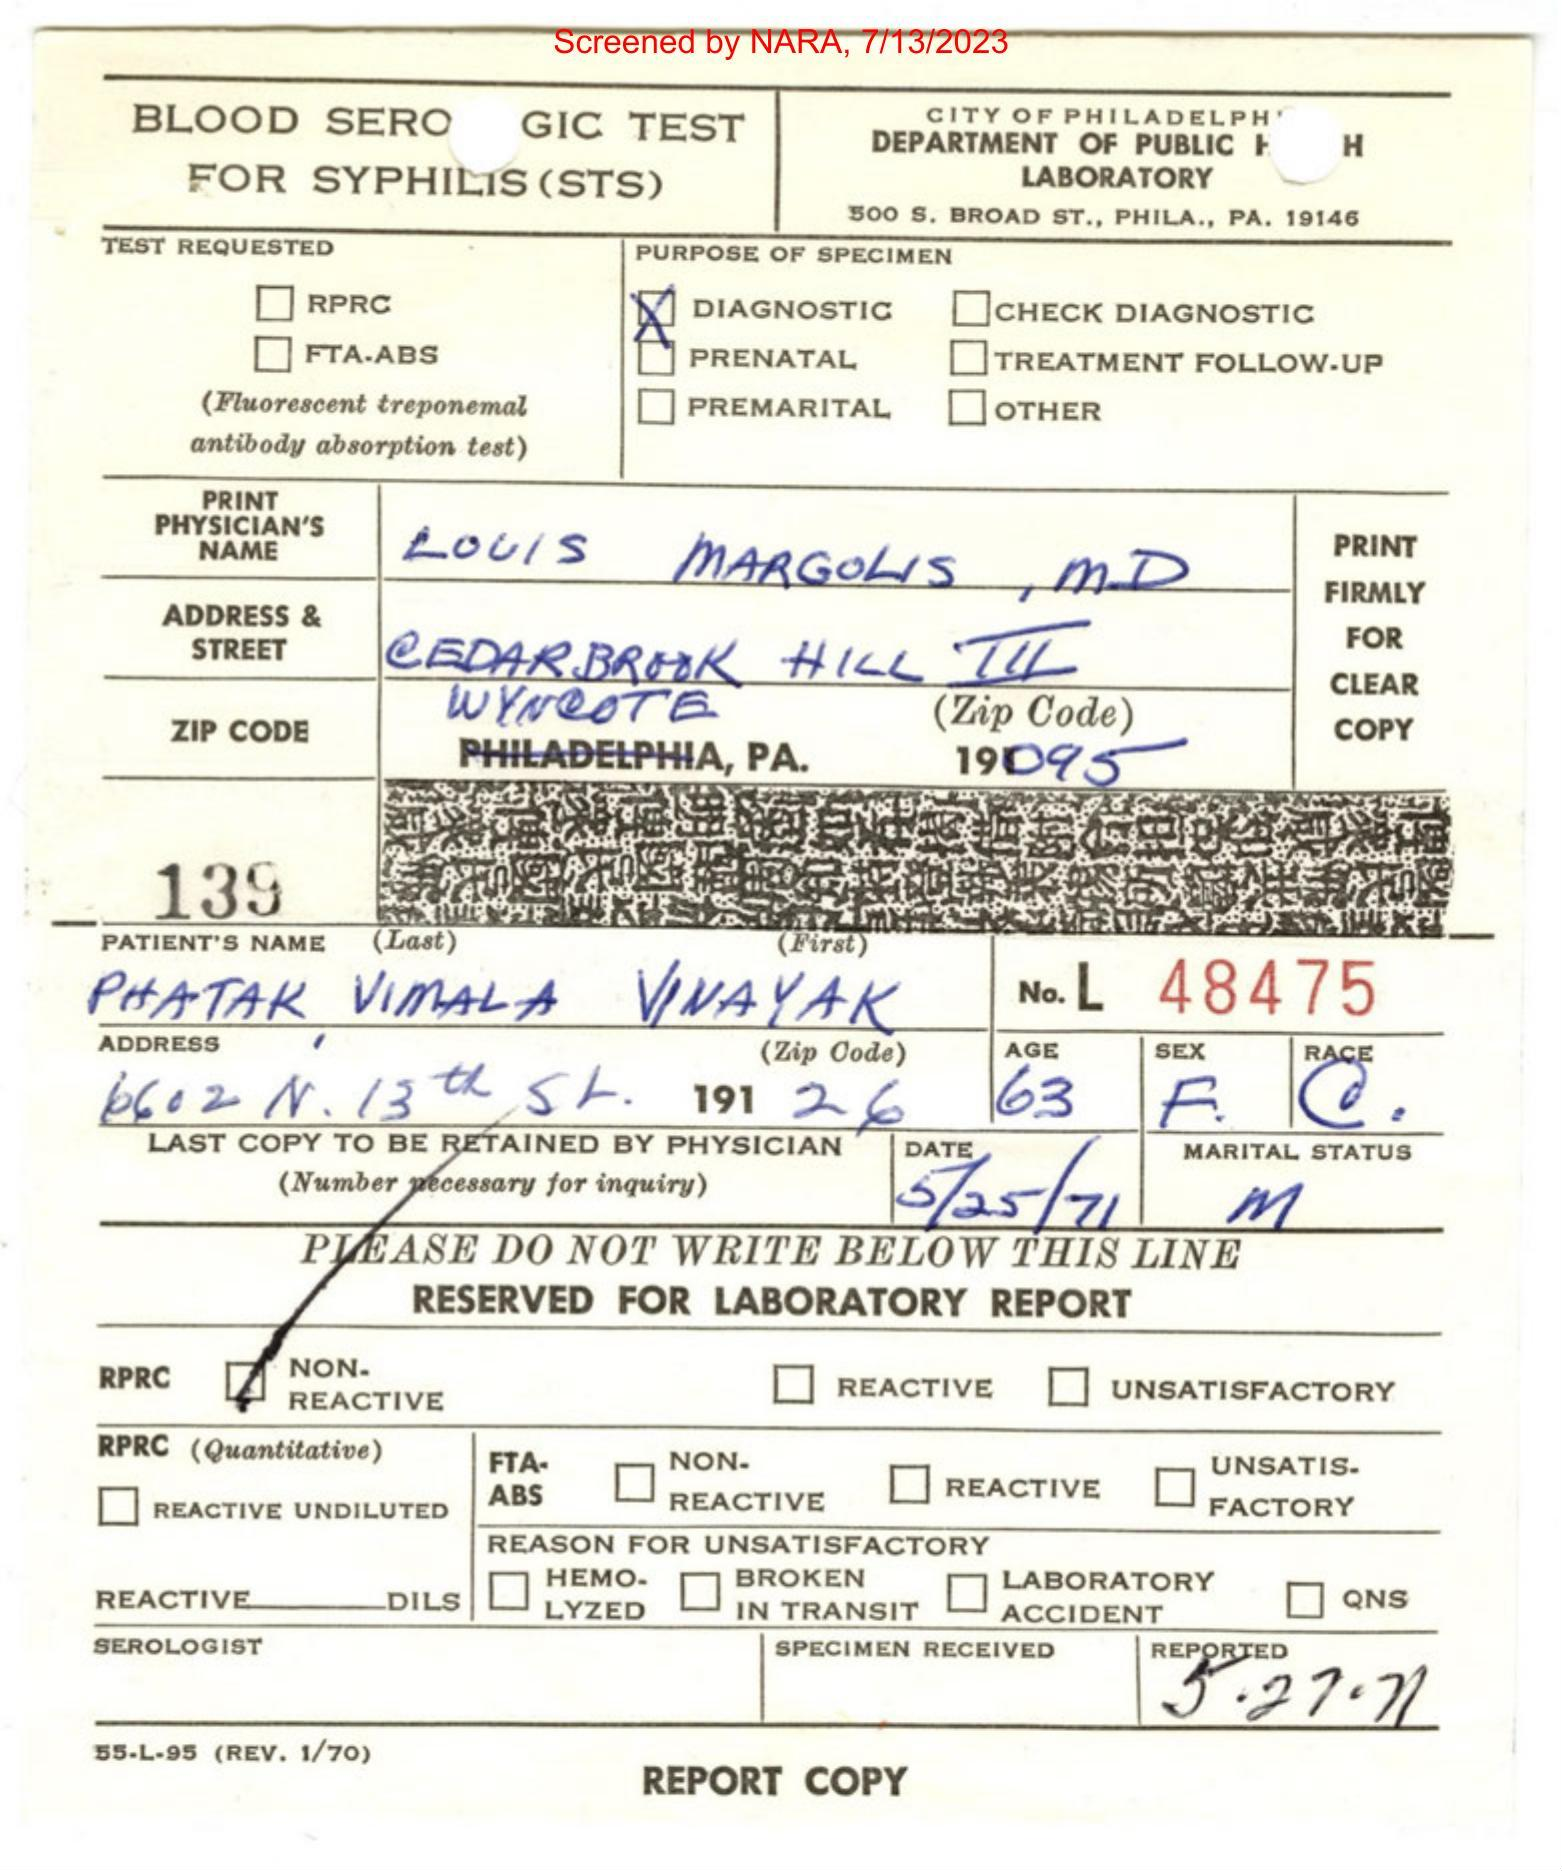 Screened by NARA, 7/13/2023
BLOOD SERO GIC TEST
FOR SYPHILIS (STS)
CITY OF PHILADELPH
DEPARTMENT OF PUBLIC H H
LABORATORY
500 S. BROAD ST., PHILA., PA. 19146
TEST REQUESTED
RPRC
FTA-ABS
(Fluorescent treponemal
antibody absorption test)
PURPOSE OF SPECIMEN
X DIAGNOSTIC CHECK DIAGNOSTIC
PRENATAL TREATMENT FOLLOW-UP
PREMARITAL OTHER
PRINT
PHYSICIAN'S
NAME
LOUIS MARGOLIS, M.D
ADDRESS &
STREET
CEDARBROOK HILL III
ZIP CODE
WYNCOTE (Zip Code)
PHILADELPHIA, PA. 19095
PRINT
FIRMLY
FOR
CLEAR
COPY
139
PATIENT'S NAME (Last) (First)
PHATAK, VIMALA VINAYAK
No. L 48475
ADDRESS (Zip Code)
6602 N. 13th St. 191 26
AGE
63
SEX
F.
RACE
C.
LAST COPY TO BE RETAINED BY PHYSICIAN
(Number necessary for inquiry)
DATE
5/25/71
MARITAL STATUS
M
PLEASE DO NOT WRITE BELOW THIS LINE
RESERVED FOR LABORATORY REPORT
RPRC NON-
REACTIVE REACTIVE UNSATISFACTORY
RPRC (Quantitative)
REACTIVE UNDILUTED
REACTIVE DILS
FTA-
ABS
NON-
REACTIVE
REACTIVE
UNSATIS-
FACTORY
REASON FOR UNSATISFACTORY
HEMO-
LYZED
BROKEN
IN TRANSIT
LABORATORY
ACCIDENT
QNS
SEROLOGIST
SPECIMEN RECEIVED
REPORTED
5.27.71
55-L-95 (REV. 1/70)
REPORT COPY